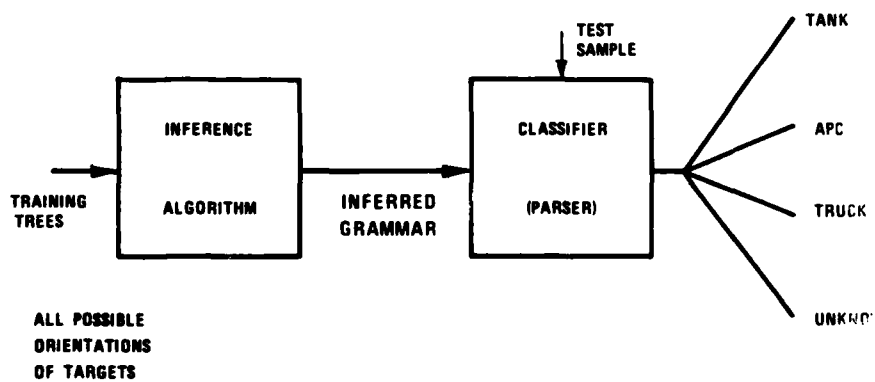 TRAINING
TREES
INFERENCE
ALGORITHM
INFERRED
GRAMMAR
TEST
SAMPLE
CLASSIFIER
(PARSER)
TANK
APC
TRUCK
ALL POSSIBLE
ORIENTATIONS
OF TARGETS